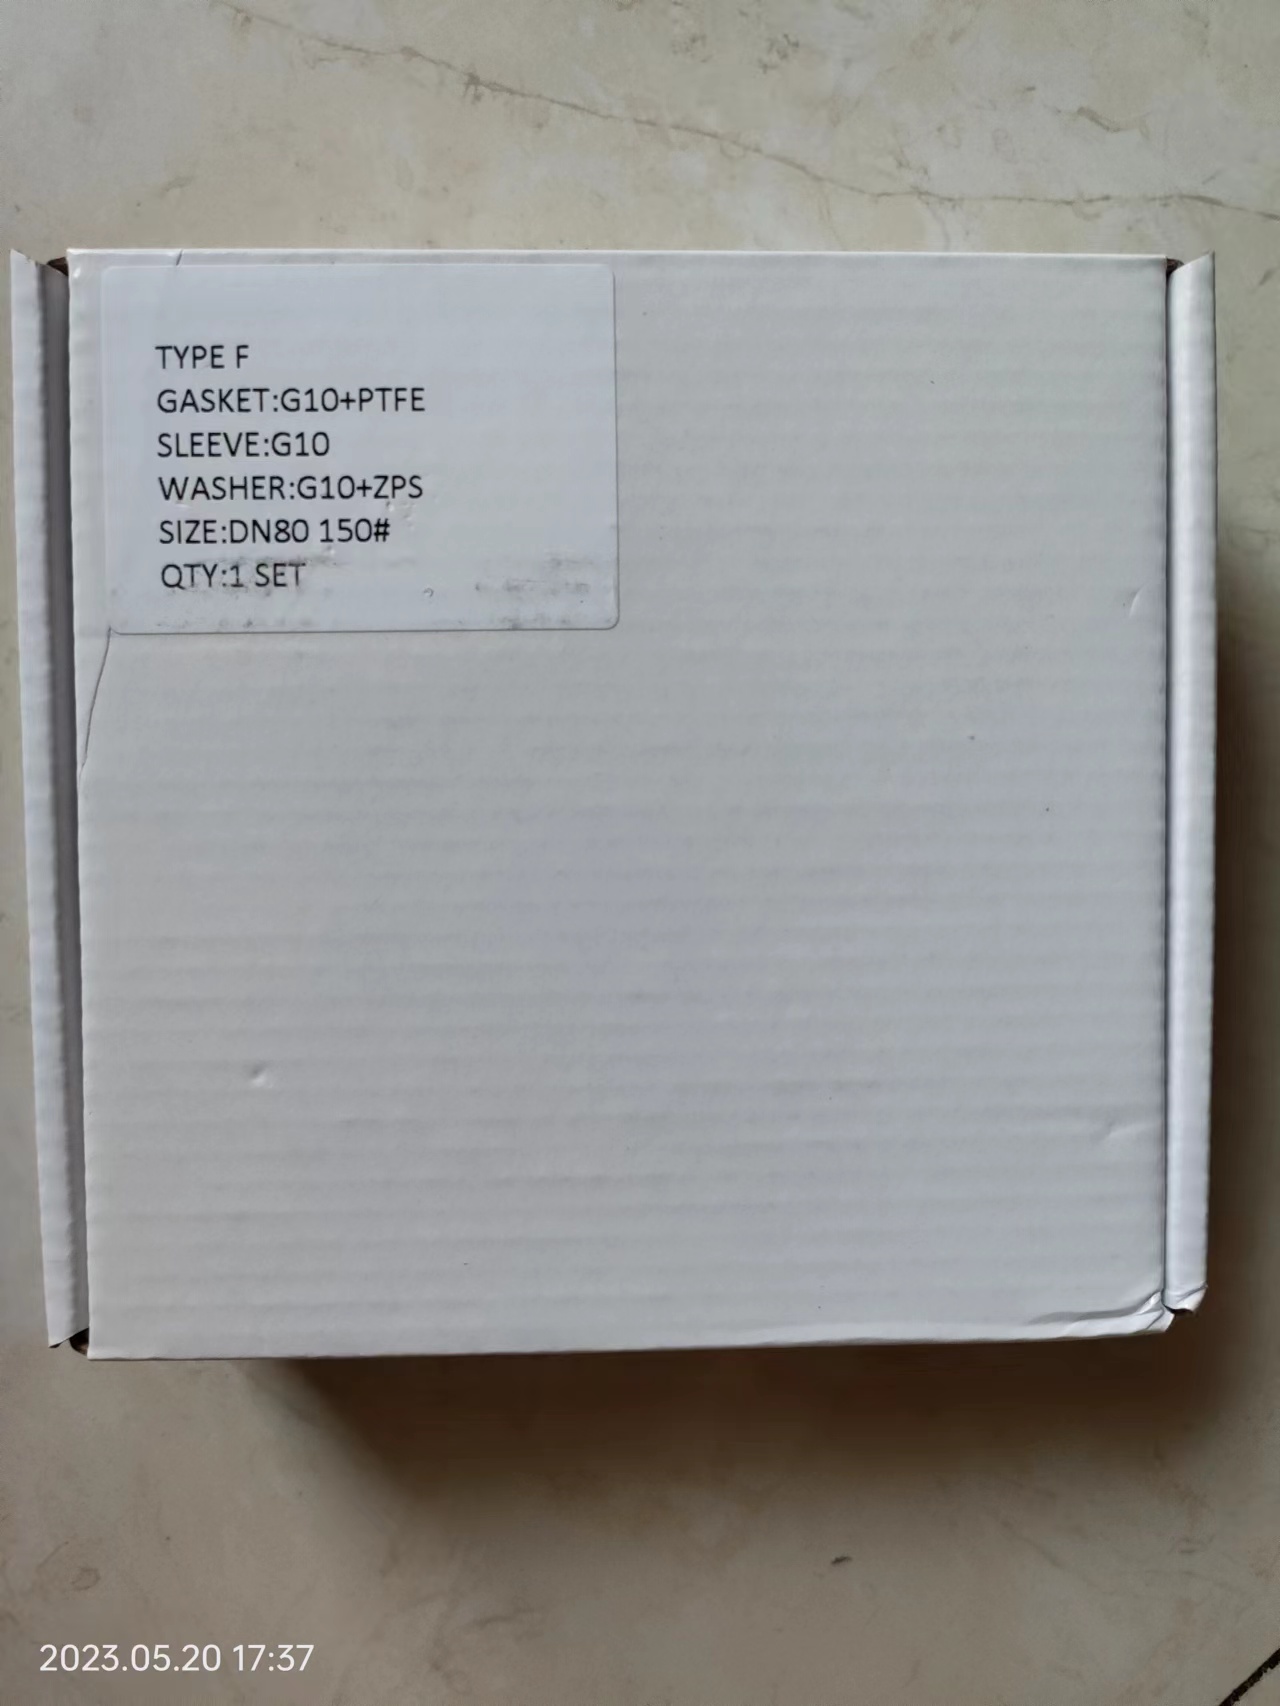 TYPE F
GASKET:G10+PTFE
SLEEVE:G10
WASHER:G10+ZPS
SIZE:DN80 150#
QTY:1 SET
2023.05.20 17:37